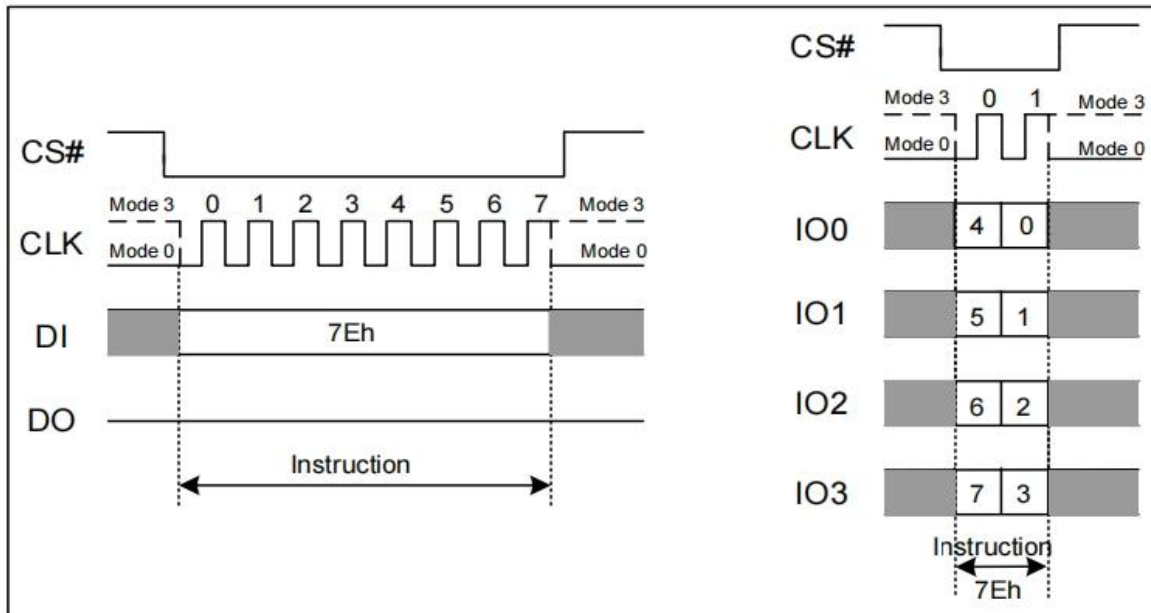 CS#
Mode 3 0 1 2 3 4 5 6 7 Mode 3
CLK
Mode 0 Mode 0
DI 7Eh
DO
Instruction
CS#
Mode 3 0 1 Mode 3
CLK
Mode 0 Mode 0
IO0 4 0
IO1 5 1
IO2 6 2
IO3 7 3
Instruction
7Eh